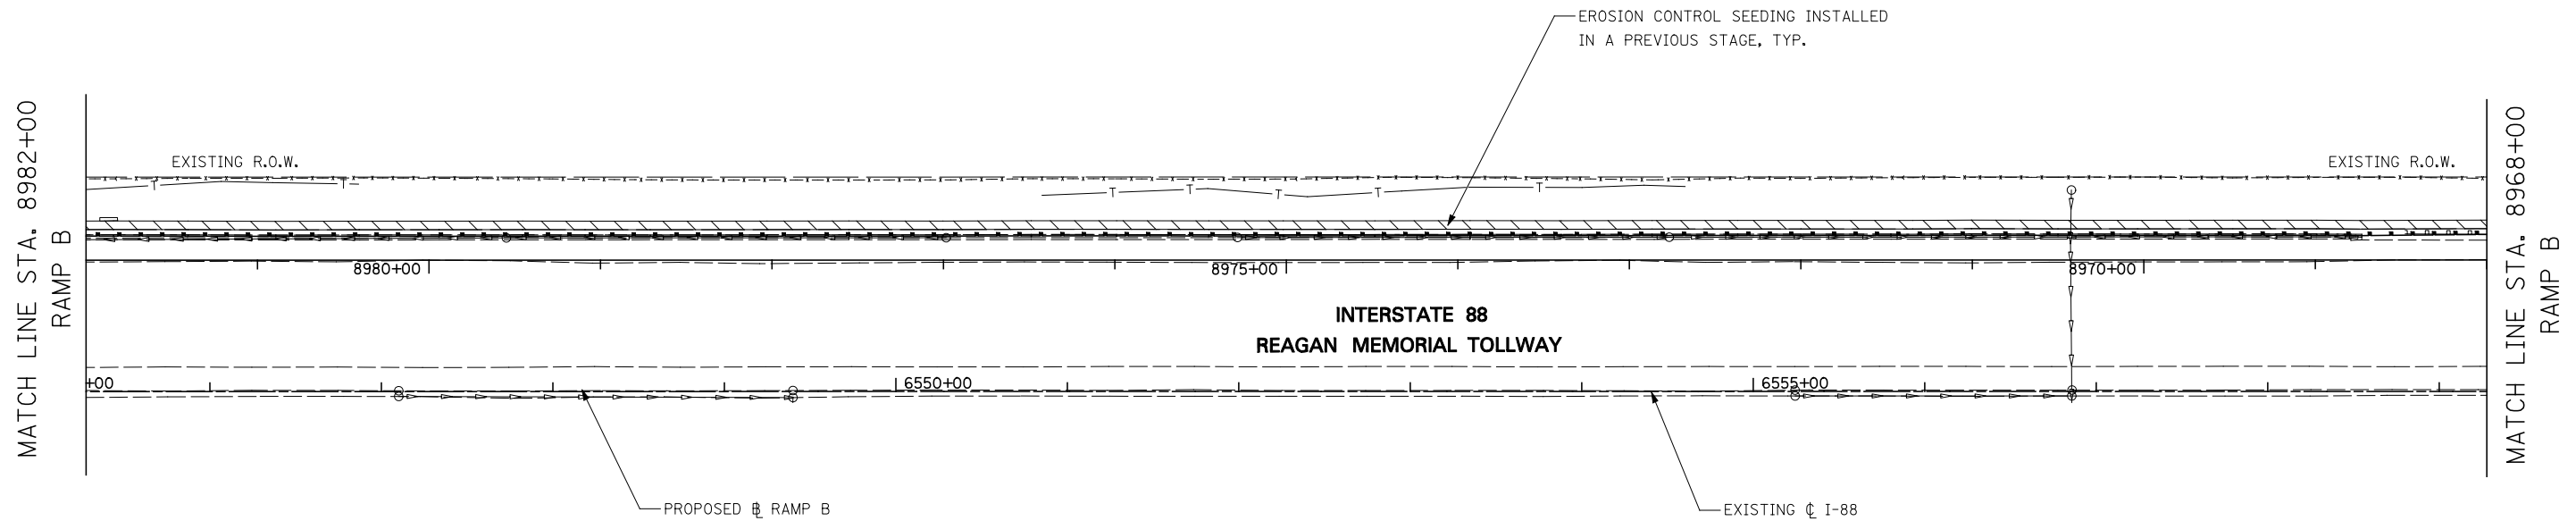 EROSION CONTROL SEEDING INSTALLED
IN A PREVIOUS STAGE, TYP.
MATCH LINE STA. 8982+00
RAMP B
EXISTING R.O.W.
EXISTING R.O.W.
MATCH LINE STA. 8968+00
RAMP B
T T T T T T T
8980+00
8975+00
8970+00
INTERSTATE 88
REAGAN MEMORIAL TOLLWAY
+00
6550+00
6555+00
PROPOSED ⅊ RAMP B
EXISTING ℄ I-88